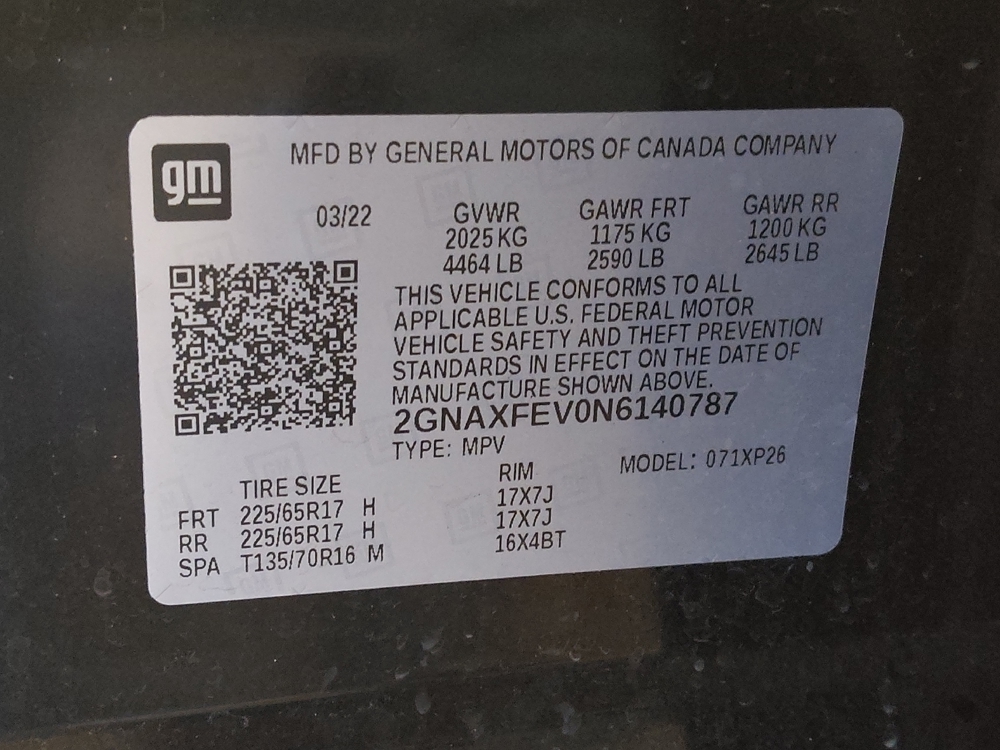 gm
MFD BY GENERAL MOTORS OF CANADA COMPANY
03/22 GVWR GAWR FRT GAWR RR
2025 KG 1175 KG 1200 KG
4464 LB 2590 LB 2645 LB
THIS VEHICLE CONFORMS TO ALL
APPLICABLE U.S. FEDERAL MOTOR
VEHICLE SAFETY AND THEFT PREVENTION
STANDARDS IN EFFECT ON THE DATE OF
MANUFACTURE SHOWN ABOVE.
2GNAXFEV0N6140787
TYPE: MPV MODEL: 071XP26
TIRE SIZE RIM
FRT 225/65R17 H 17X7J
RR 225/65R17 H 17X7J
SPA T135/70R16 M 16X4BT